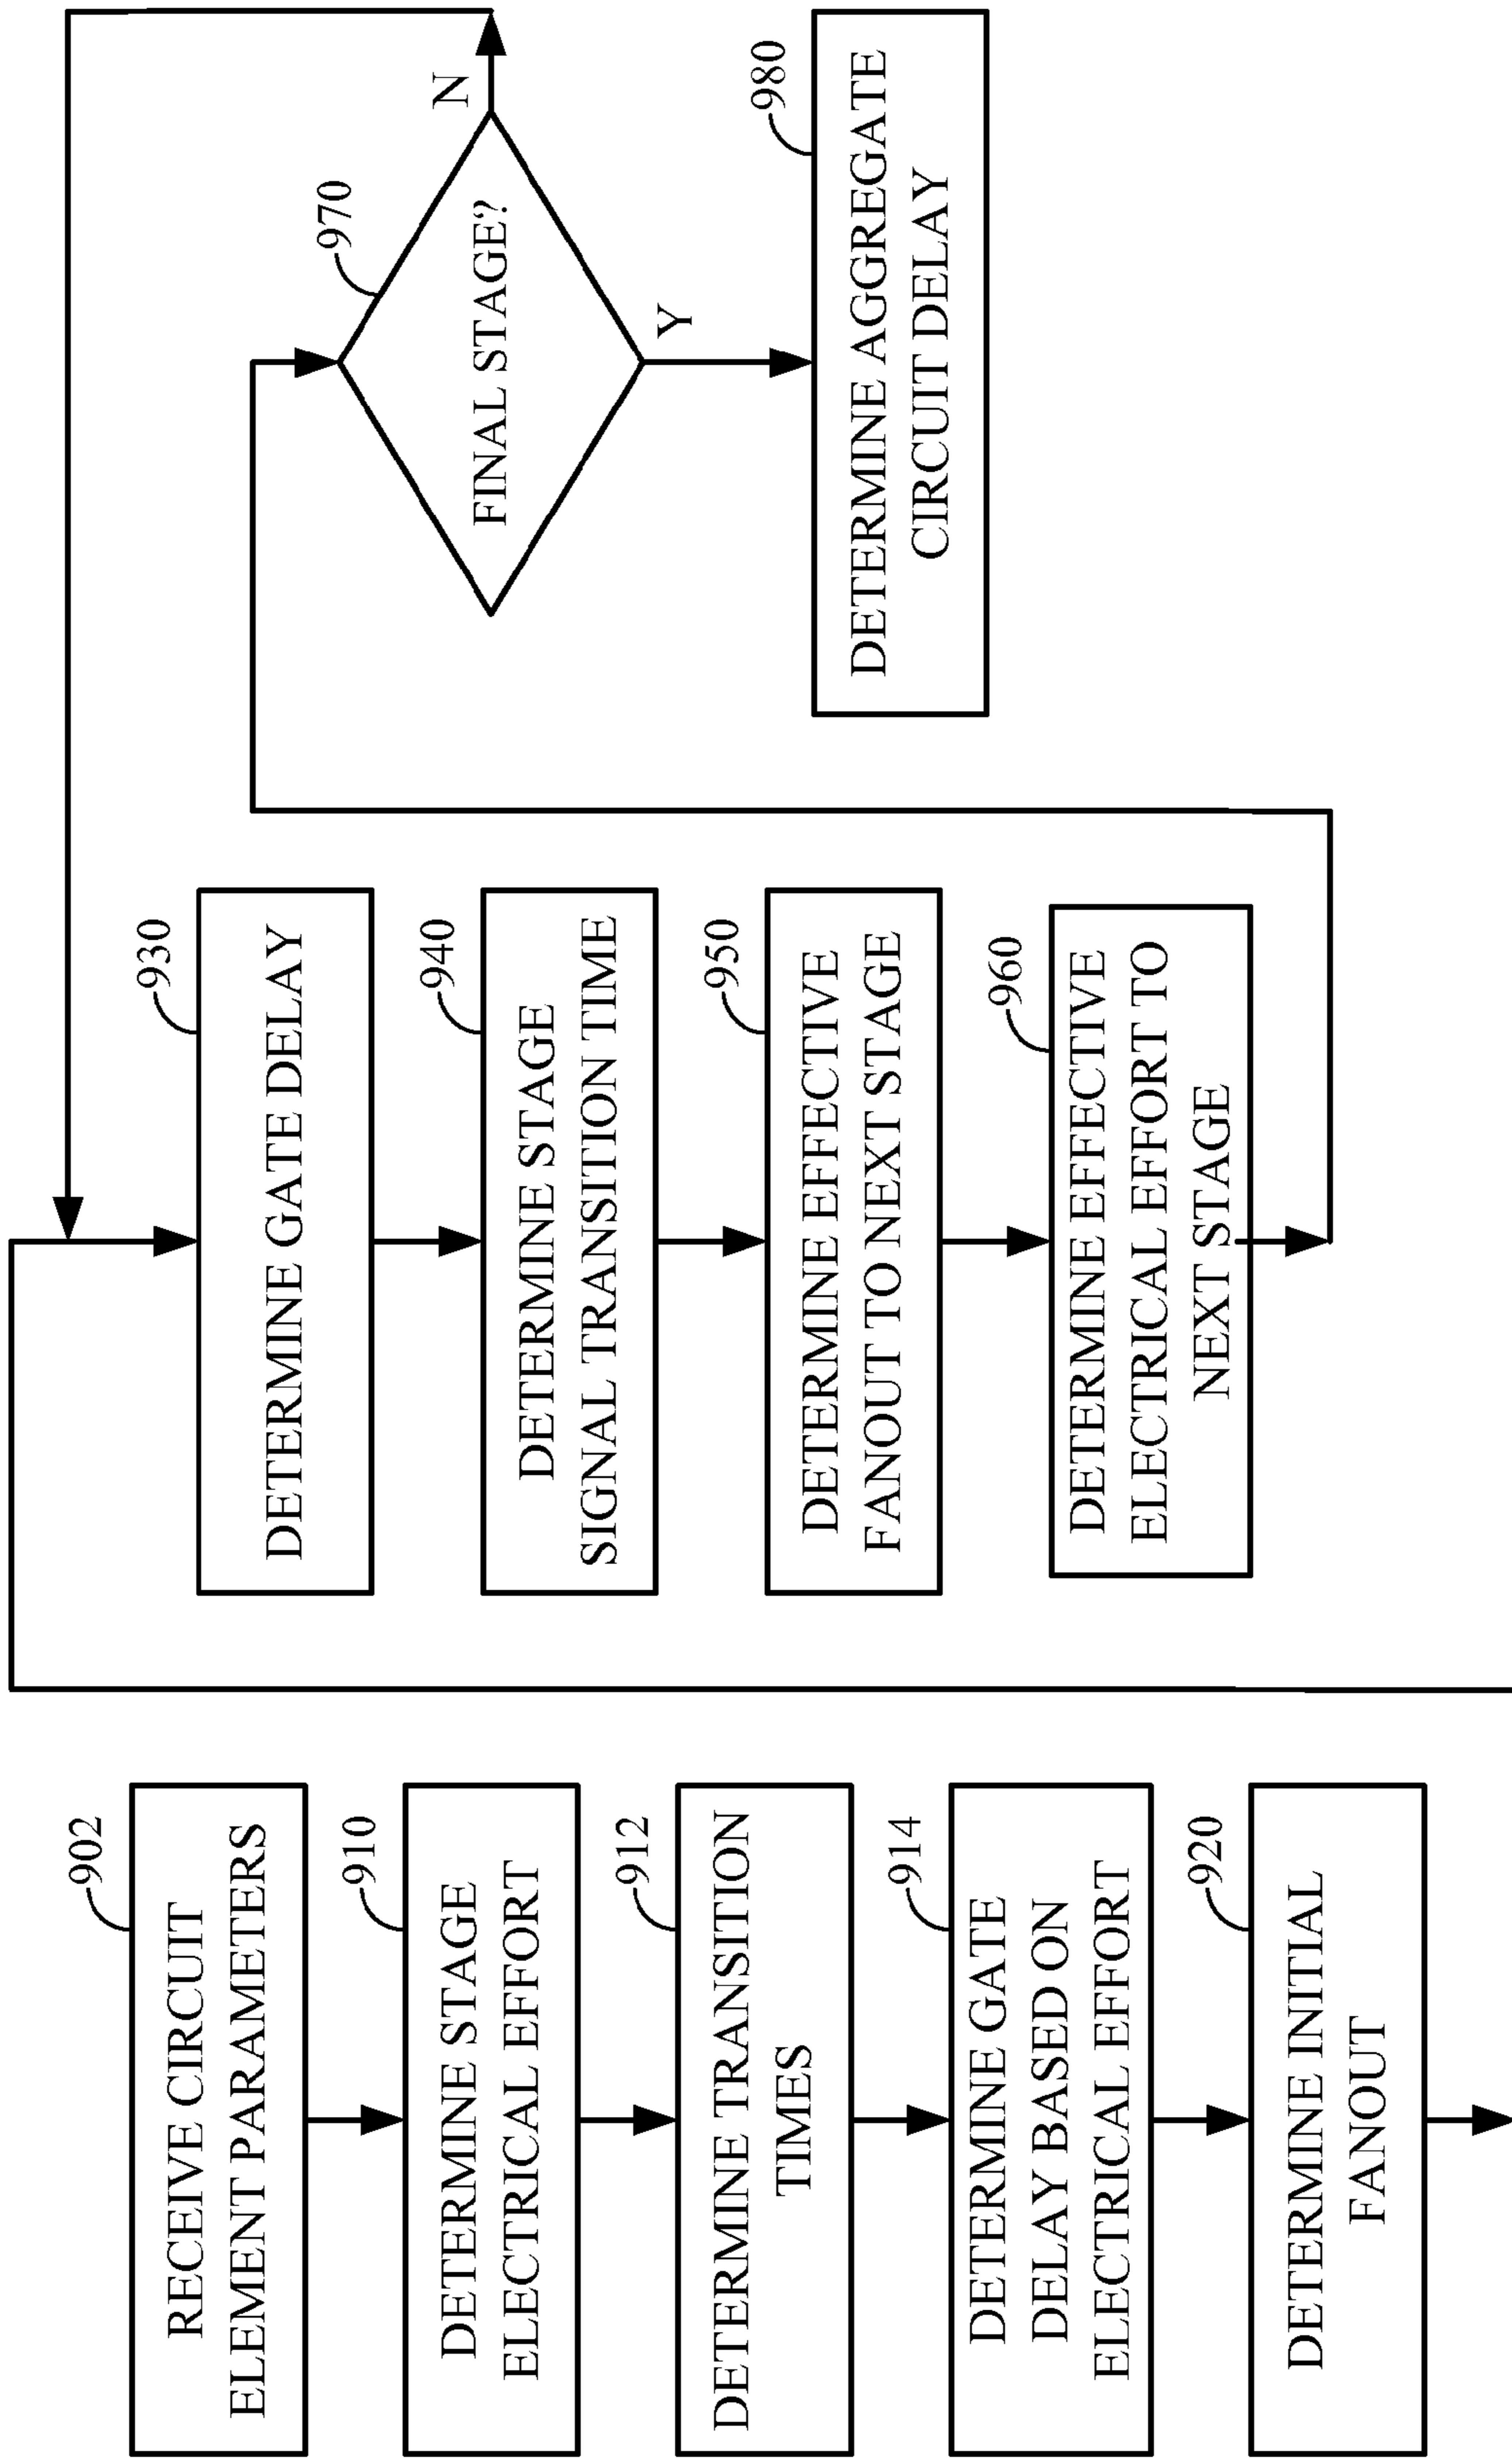 902
RECEIVE CIRCUIT
ELEMENT PARAMETERS
910
DETERMINE STAGE
ELECTRICAL EFFORT
912
DETERMINE TRANSITION
TIMES
914
DETERMINE GATE
DELAY BASED ON
ELECTRICAL EFFORT
920
DETERMINE INITIAL
FANOUT
930
DETERMINE GATE DELAY
940
DETERMINE STAGE
SIGNAL TRANSITION TIME
950
DETERMINE EFFECTIVE
FANOUT TO NEXT STAGE
960
DETERMINE EFFECTIVE
ELECTRICAL EFFORT TO
NEXT STAGE
970
FINAL STAGE?
N
Y
980
DETERMINE AGGREGATE
CIRCUIT DELAY